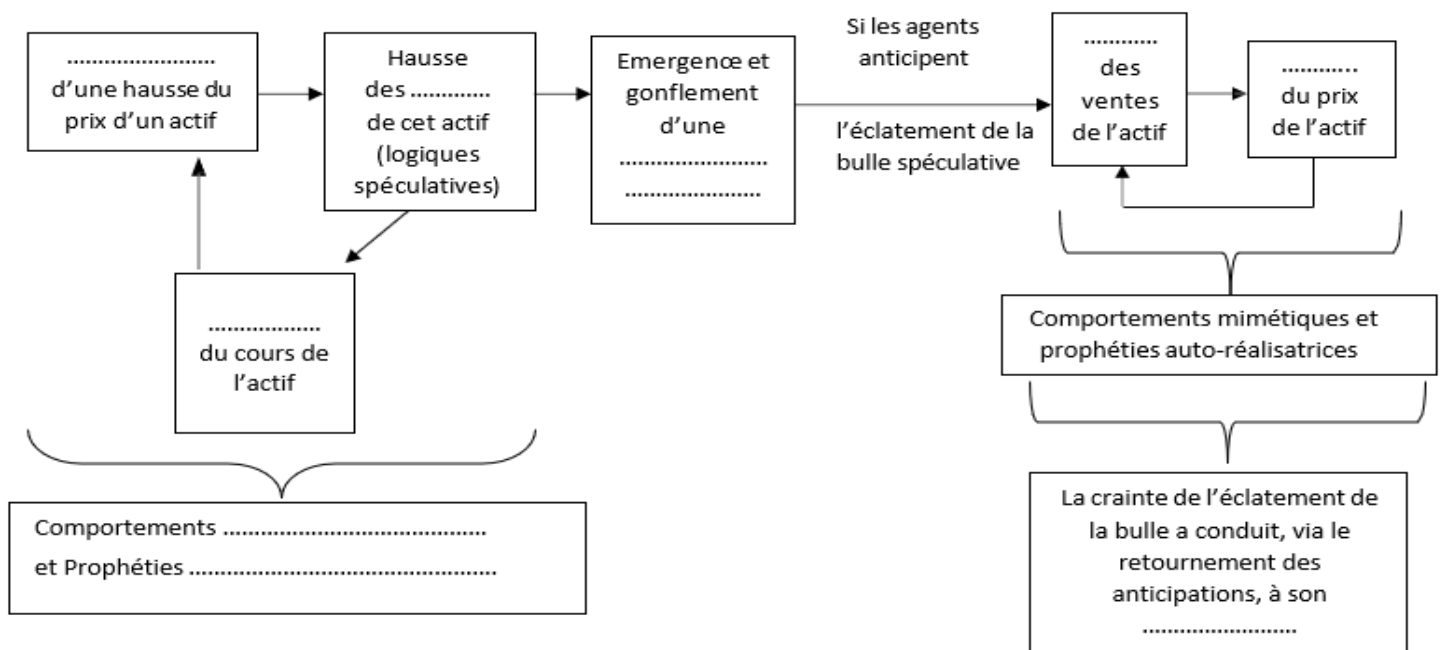 .........................
d'une hausse du
prix d'un actif
Hausse
des .............
de cet actif
(logiques
spéculatives)
Emergence et
gonflement
d'une
........................
......................
Si les agents
anticipent
l'éclatement de la
bulle spéculative
............
des
ventes
de l'actif
...........
du prix
de l'actif
...................
du cours de
l'actif
Comportements ...........................................
et Prophéties ..................................................
Comportements mimétiques et
prophéties auto-réalisatrices
La crainte de l'éclatement de
la bulle a conduit, via le
retournement des
anticipations, à son
.........................